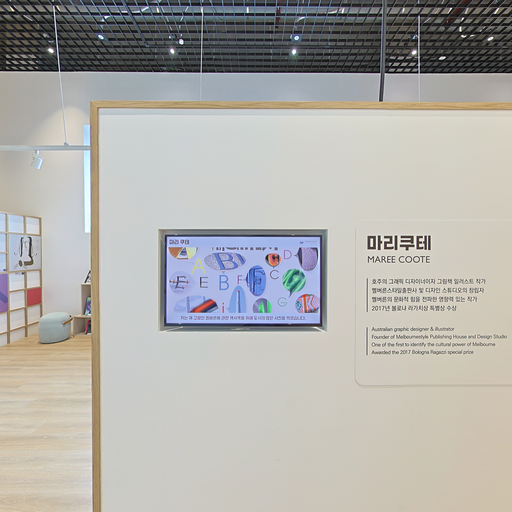 마리 쿠테
A
B
C
D
E B F
G
마리쿠테
MAREE COOTE
호주의 그래픽 디자이너이자 그림책 일러스트 작가
멜버른스타일출판사 및 디자인 스튜디오의 창립자
멜버른의 문화적 힘을 전파한 영향력 있는 작가
2017년 볼로냐 라가치상 특별상 수상
Australian graphic designer & illustrator
Founder of Melbournestyle Publishing House and Design Studio
One of the first to identify the cultural power of Melbourne
Awarded the 2017 Bologna Ragazzi special prize